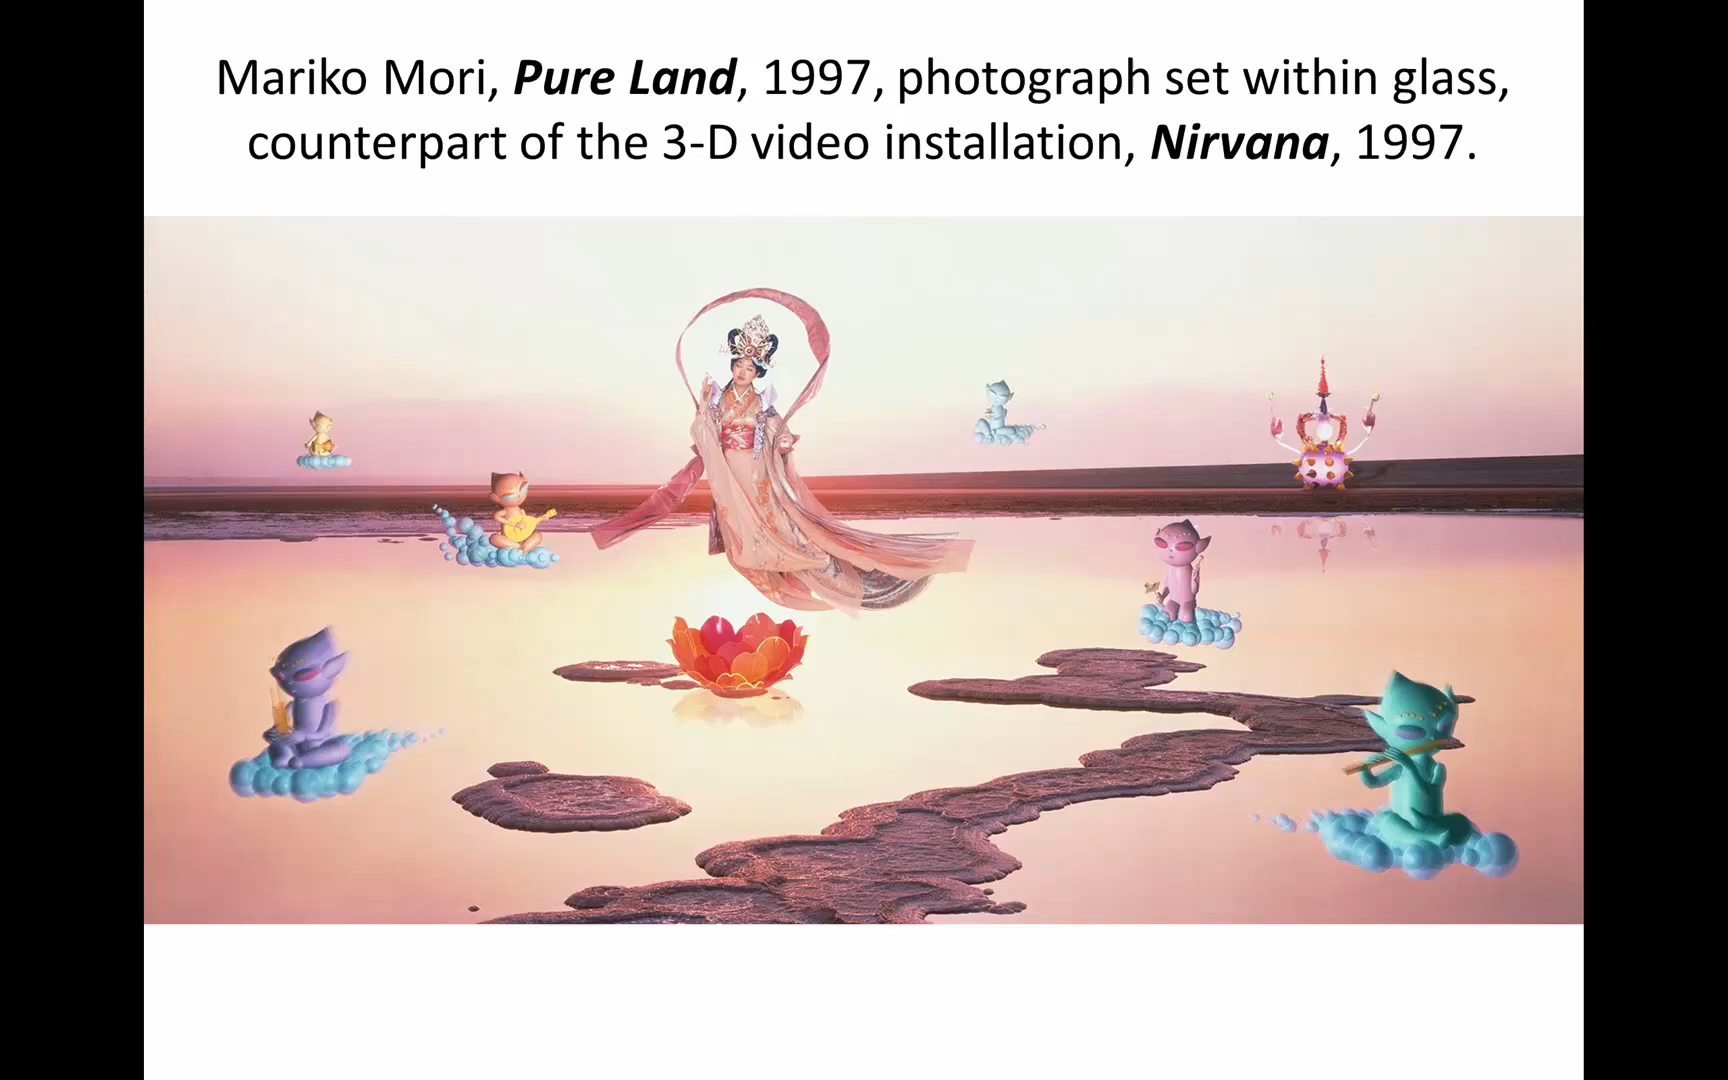 Mariko Mori, Pure Land, 1997, photograph set within glass,
counterpart of the 3-D video installation, Nirvana, 1997.